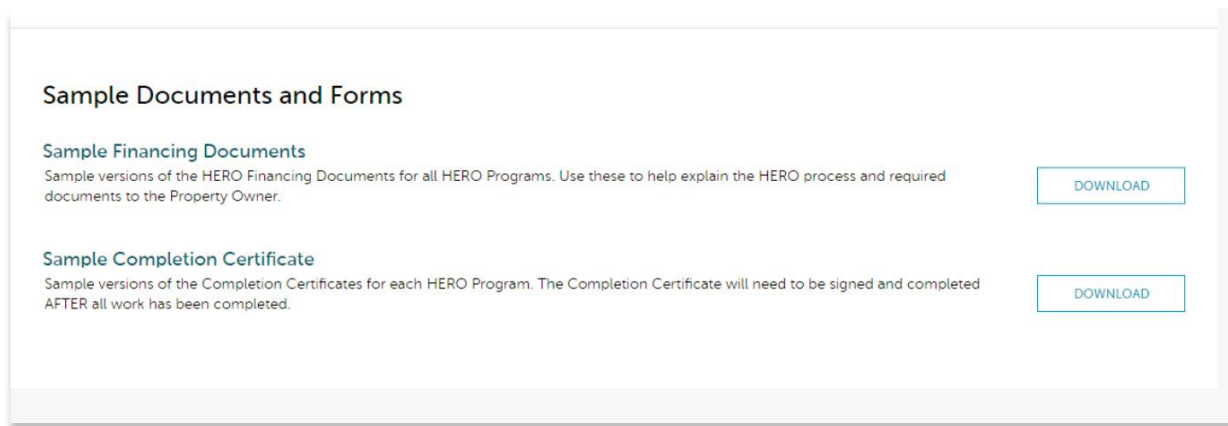 Sample Documents and Forms
Sample Financing Documents
Sample versions of the HERO Financing Documents for all HERO Programs. Use these to help explain the HERO process and required
documents to the Property Owner.
DOWNLOAD
Sample Completion Certificate
Sample versions of the Completion Certificates for each HERO Program. The Completion Certificate will need to be signed and completed
AFTER all work has been completed.
DOWNLOAD